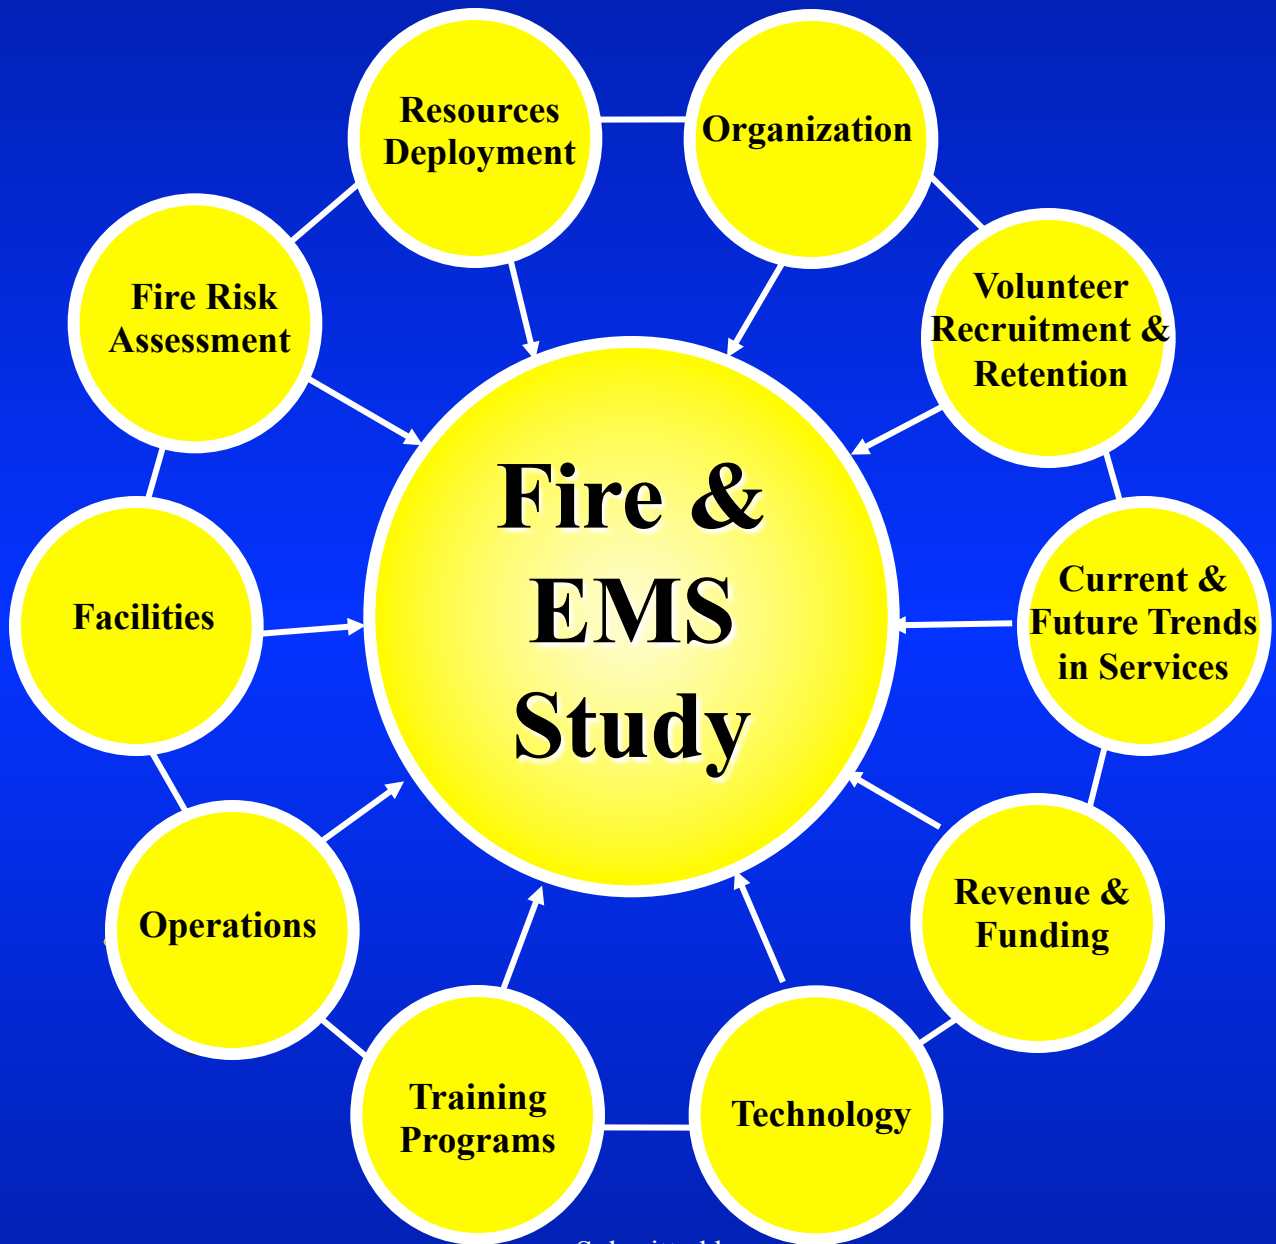 Resources
Deployment
Organization
Volunteer
Recruitment &
Retention
Fire Risk
Assessment
Fire &
EMS
Study
Current &
Future Trends
in Services
Facilities
Revenue &
Funding
Operations
Training
Programs
Technology